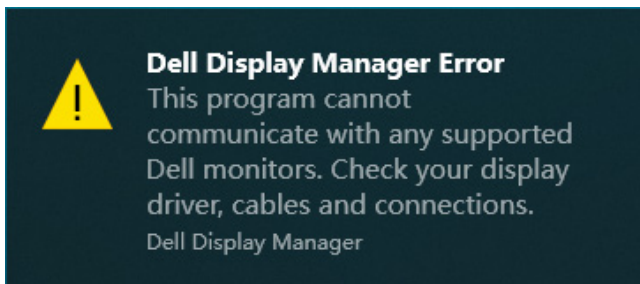 Dell Display Manager Error
This program cannot
communicate with any supported
Dell monitors. Check your display
driver, cables and connections.
Dell Display Manager